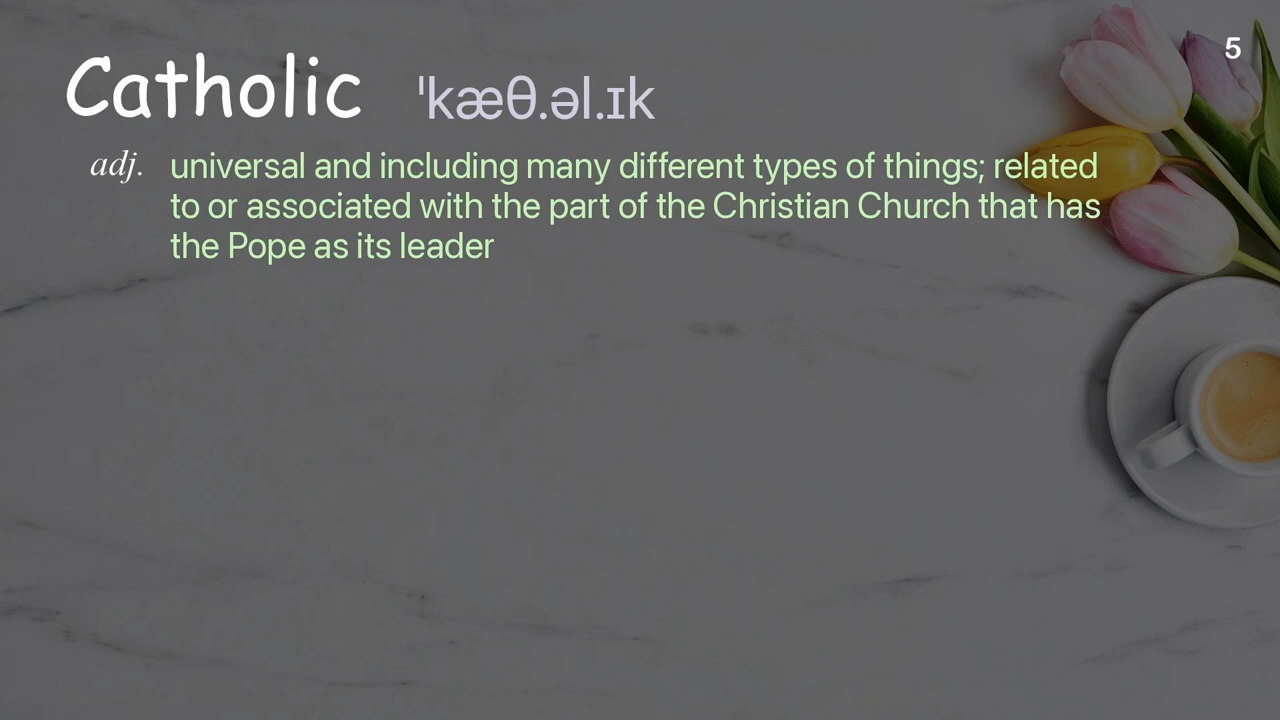 5
Catholic ˈkæθ.əl.ɪk
adj. universal and including many different types of things; related
to or associated with the part of the Christian Church that has
the Pope as its leader